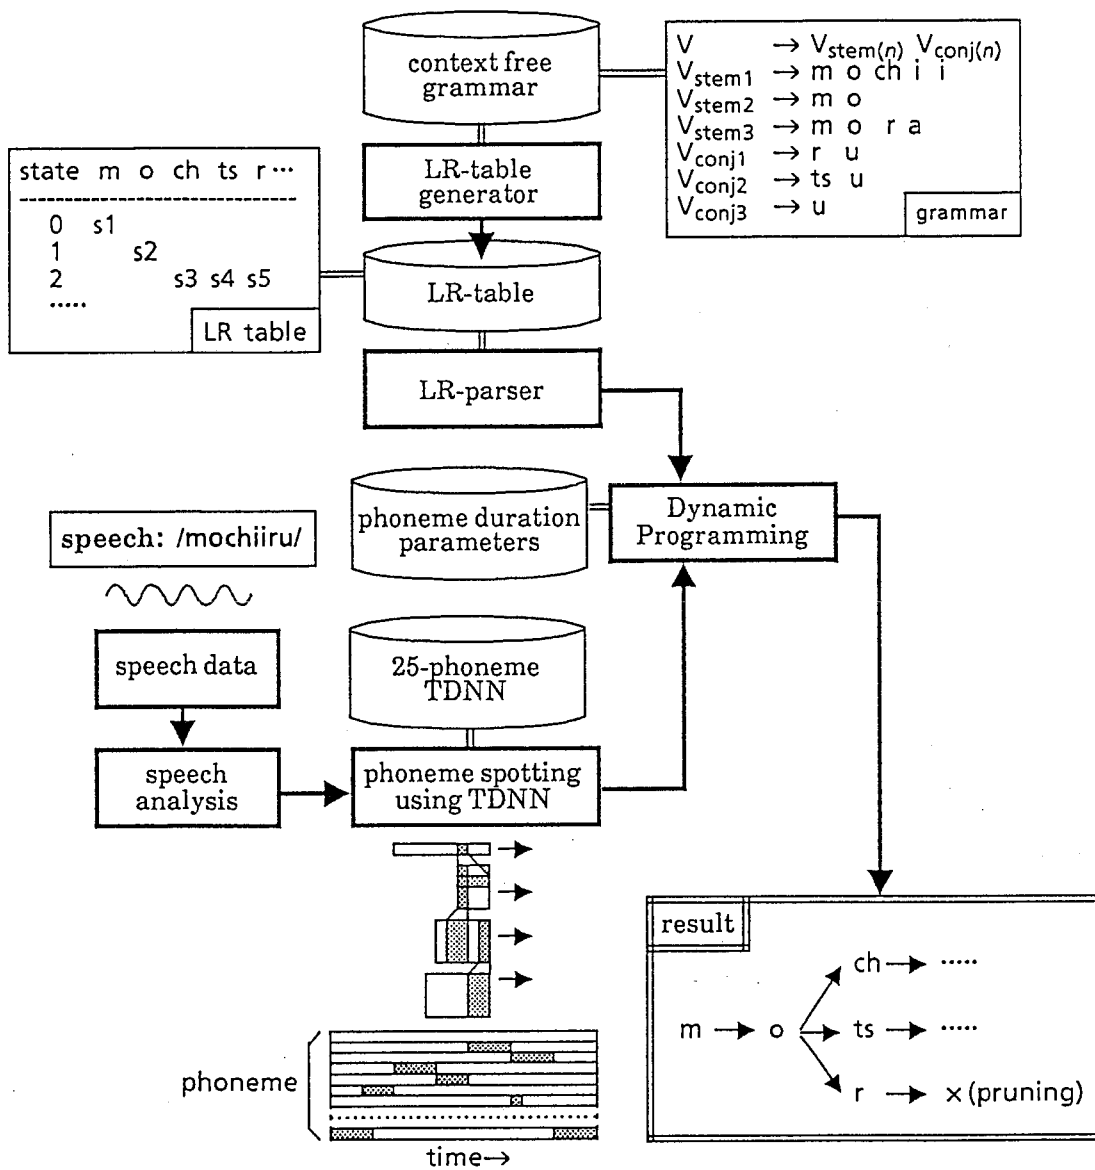 context free
grammar
V → Vstem(n) Vconj(n)
Vstem1 → m o ch i i
Vstem2 → m o
Vstem3 → m o r a
Vconj1 → r u
Vconj2 → ts u
Vconj3 → u
grammar
LR-table
generator
state m o ch ts r ···
0 s1
1 s2
2 s3 s4 s5
·····
LR table
LR-table
LR-parser
phoneme duration
parameters
Dynamic
Programming
speech: /mochiiru/
speech data
25-phoneme
TDNN
speech
analysis
phoneme spotting
using TDNN
result
ch → ·····
m → o → ts → ·····
r → × (pruning)
phoneme
time→